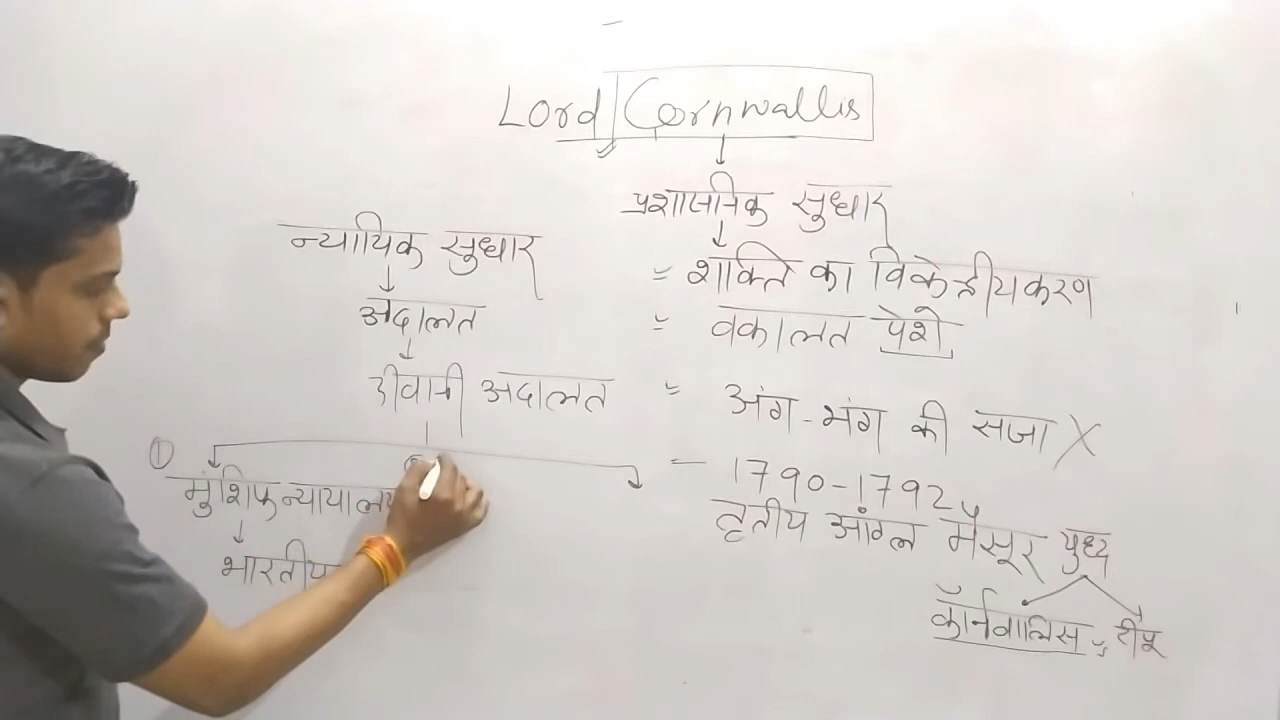 Lord Cornwallis
प्रशासनिक सुधार
= शक्ति का विकेन्द्रीयकरण
= वकालत पेशे
= अंग-भंग की सजा X
- 1790-1792
तृतीय आंग्ल मैसूर युध्द
कॉर्नवालिस = टीपू
न्यायिक सुधार
अदालत
दीवानी अदालत
① मुंशिफ न्यायालय
भारतीय